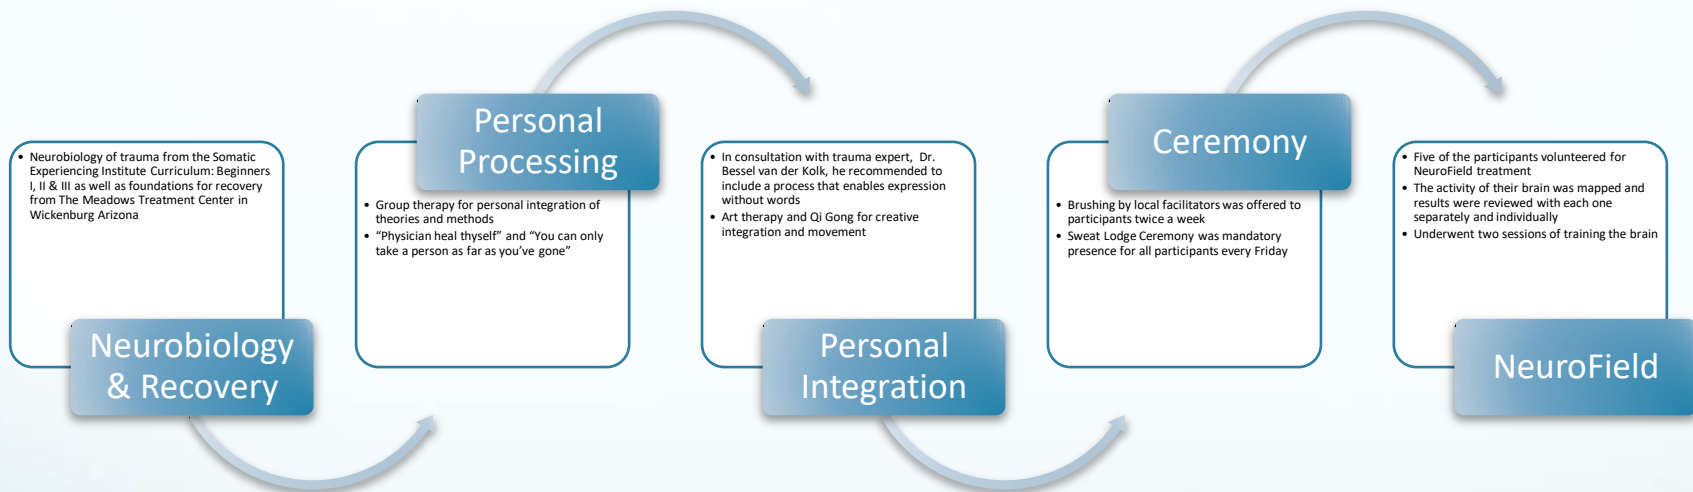 • Neurobiology of trauma from the Somatic
Experiencing Institute Curriculum: Beginners
I, II & III as well as foundations for recovery
from The Meadows Treatment Center in
Wickenburg Arizona
Neurobiology
& Recovery
Personal
Processing
• Group therapy for personal integration of
theories and methods
• “Physician heal thyself” and “You can only
take a person as far as you’ve gone”
• In consultation with trauma expert, Dr.
Bessel van der Kolk, he recommended to
include a process that enables expression
without words
• Art therapy and Qi Gong for creative
integration and movement
Personal
Integration
Ceremony
• Brushing by local facilitators was offered to
participants twice a week
• Sweat Lodge Ceremony was mandatory
presence for all participants every Friday
• Five of the participants volunteered for
NeuroField treatment
• The activity of their brain was mapped and
results were reviewed with each one
separately and individually
• Underwent two sessions of training the brain
NeuroField